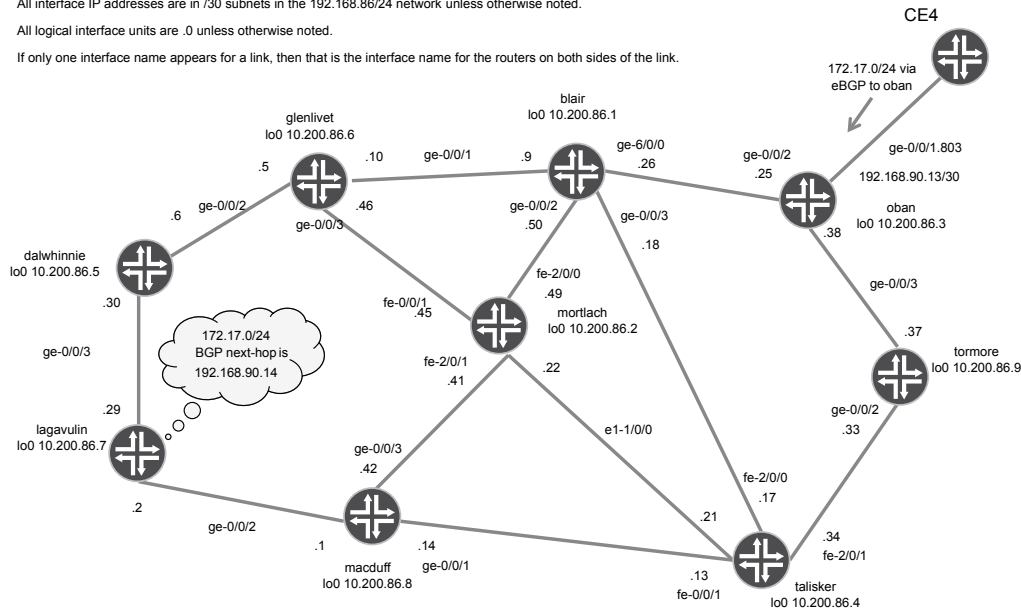 All interface IP addresses are in /30 subnets in the 192.168.86/24 network unless otherwise noted.
All logical interface units are .0 unless otherwise noted.
If only one interface name appears for a link, then that is the interface name for the routers on both sides of the link.
CE4
172.17.0/24 via
eBGP to oban
blair
lo0 10.200.86.1
glenlivet
lo0 10.200.86.6
.5
.10
ge-0/0/1
.9
ge-6/0/0
.26
ge-0/0/2
.25
ge-0/0/1.803
192.168.90.13/30
oban
lo0 10.200.86.3
.38
.6
ge-0/0/2
.46
ge-0/0/3
ge-0/0/2
.50
ge-0/0/3
.18
dalwhinnie
lo0 10.200.86.5
.30
fe-2/0/0
.49
ge-0/0/3
fe-0/0/1
.45
mortlach
lo0 10.200.86.2
172.17.0/24
BGP next-hop is
192.168.90.14
ge-0/0/3
fe-2/0/1
.41
.22
.37
tormore
lo0 10.200.86.9
.29
ge-0/0/2
.33
lagavulin
lo0 10.200.86.7
e1-1/0/0
ge-0/0/3
.42
fe-2/0/0
.17
.2
.21
ge-0/0/2
.1
.14
ge-0/0/1
.34
fe-2/0/1
macduff
lo0 10.200.86.8
.13
fe-0/0/1
talisker
lo0 10.200.86.4